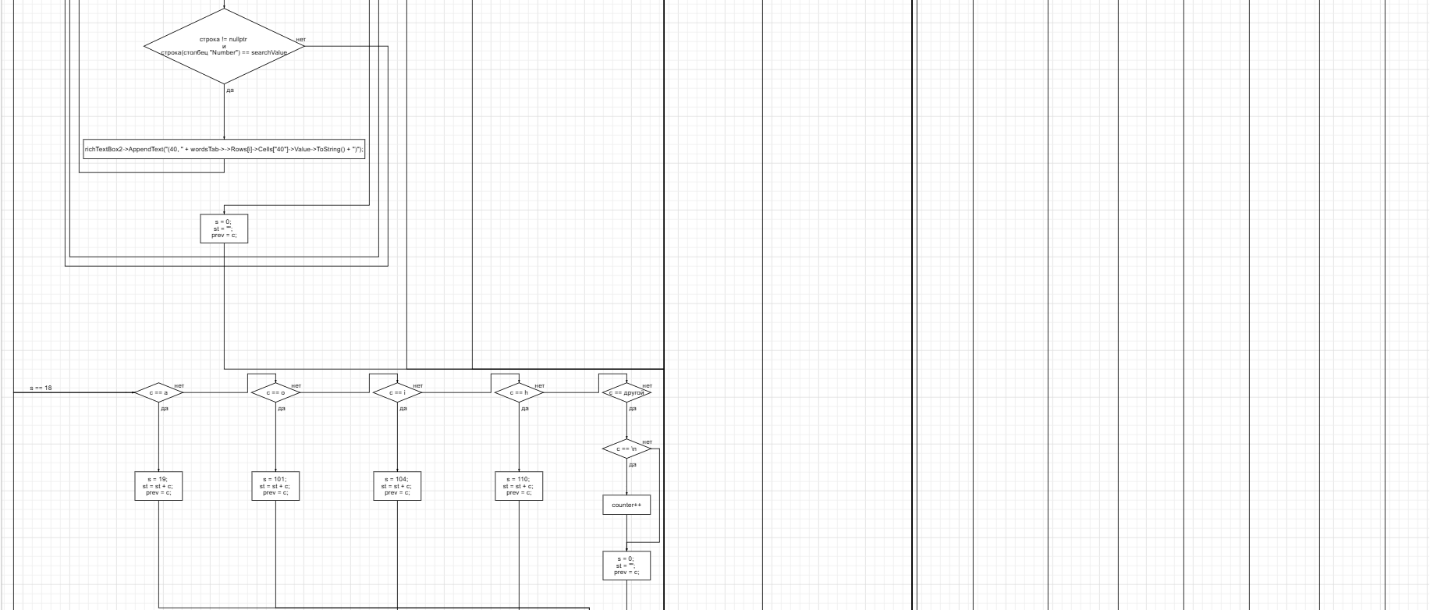 строка != nullptr
и
строка(столбец "Number") == searchValue
нет
да
richTextBox2->AppendText("(40, " + wordsTab->->Rows[i]->Cells["40"]->Value->ToString() + ")");
s = 0;
st = "";
prev = c;
s == 18
c == a
нет
c == o
нет
c == i
нет
c == h
нет
c == другой
нет
да
да
да
да
да
c == \n
нет
да
s = 19;
st = st + c;
prev = c;
s = 101;
st = st + c;
prev = c;
s = 104;
st = st + c;
prev = c;
s = 110;
st = st + c;
prev = c;
counter++
s = 0;
st = "";
prev = c;